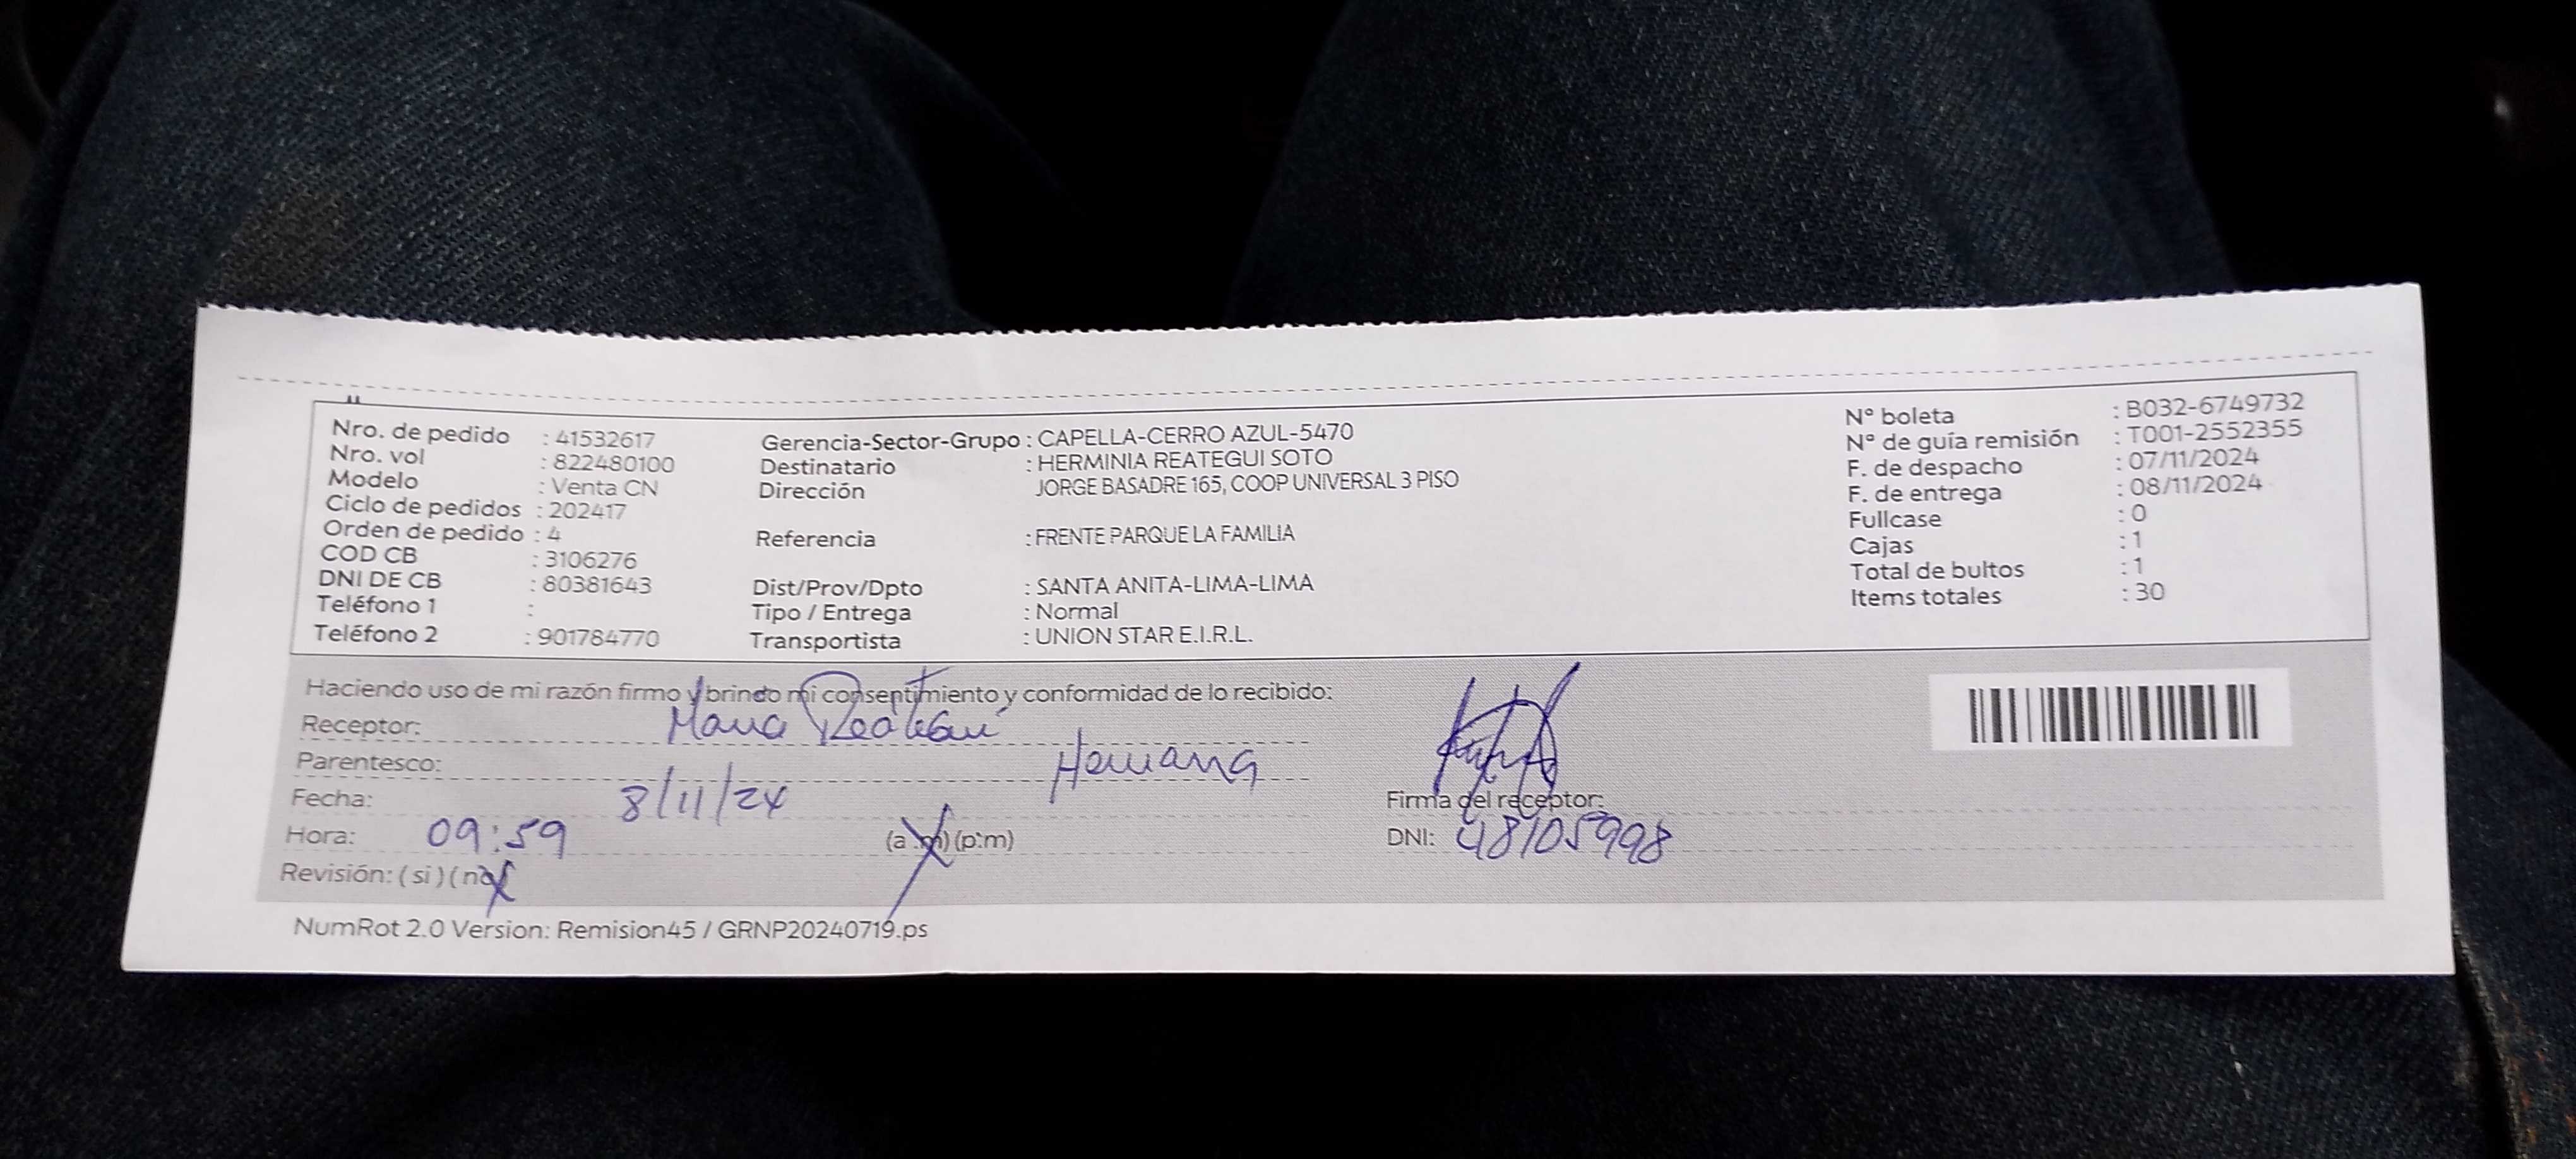 Nro. de pedido : 41532617
Nro. vol : 822480100
Modelo : Venta CN
Ciclo de pedidos : 202417
Orden de pedido : 4
COD CB : 3106276
DNI DE CB : 80381643
Teléfono 1 :
Teléfono 2 : 901784770
Gerencia-Sector-Grupo : CAPELLA-CERRO AZUL-5470
Destinatario : HERMINIA REATEGUI SOTO
Dirección JORGE BASADRE 165, COOP UNIVERSAL 3 PISO
Referencia : FRENTE PARQUE LA FAMILIA
Dist/Prov/Dpto : SANTA ANITA-LIMA-LIMA
Tipo / Entrega : Normal
Transportista : UNION STAR E.I.R.L.
N° boleta : B032-6749732
N° de guía remisión : T001-2552355
F. de despacho : 07/11/2024
F. de entrega : 08/11/2024
Fullcase : 0
Cajas : 1
Total de bultos : 1
Items totales : 30
Haciendo uso de mi razón firmo y brindo mi consentimiento y conformidad de lo recibido:
Receptor: Maria Reategui
Parentesco: Hermana
Fecha: 8/11/24
Hora: 09:59 (a.m) (p:m)
Revisión: ( si ) ( no )
Firma del receptor:
DNI: 48105998
NumRot 2.0 Version: Remision45 / GRNP20240719.ps